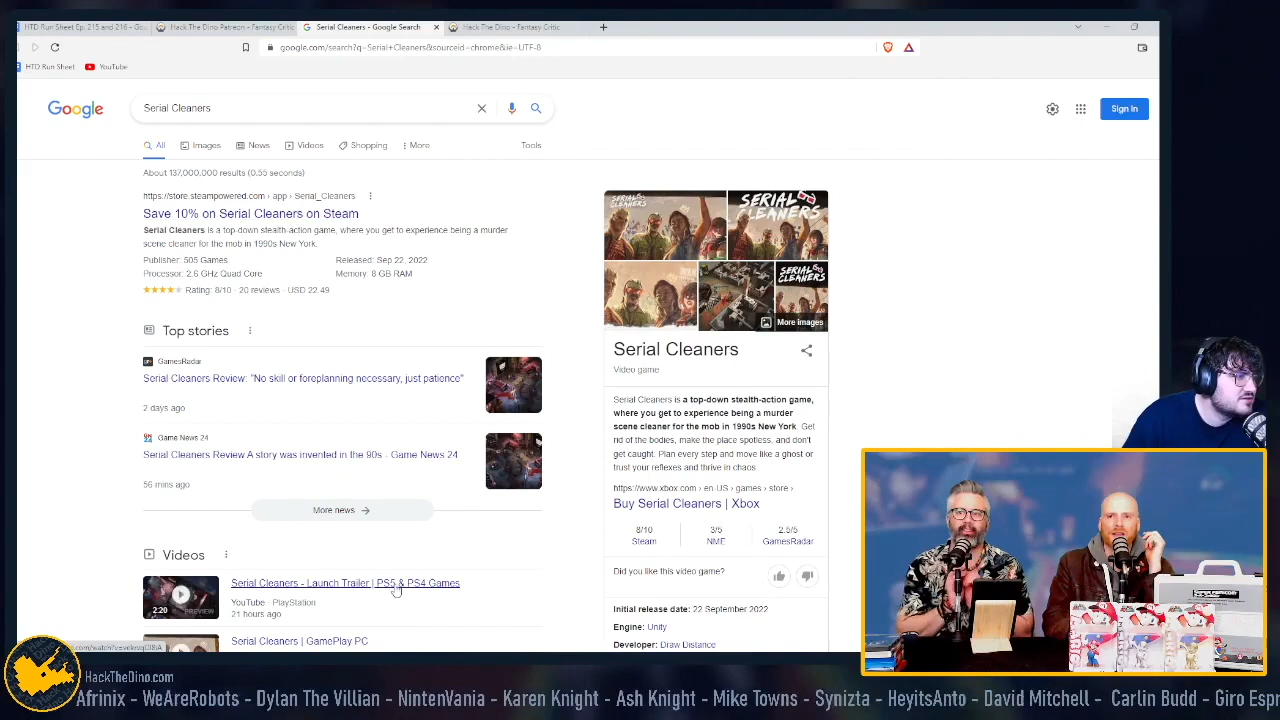 HTD Run Sheet Ep. 215 and 216 - Go
Hack The Dino Patreon - Fantasy Critic
Serial Cleaners - Google Search
Hack The Dino - Fantasy Critic
google.com/search?q=Serial+Cleaners&sourceid=chrome&ie=UTF-8
HTD Run Sheet
YouTube
Google
Serial Cleaners
Sign in
All
Images
News
Videos
Shopping
More
Tools
About 137,000,000 results (0.55 seconds)
https://store.steampowered.com › app › Serial_Cleaners
Save 10% on Serial Cleaners on Steam
Serial Cleaners is a top-down stealth-action game, where you get to experience being a murder
scene cleaner for the mob in 1990s New York.
Publisher: 505 Games
Released: Sep 22, 2022
Processor: 2.6 GHz Quad Core
Memory: 8 GB RAM
Rating: 8/10 · 20 reviews · USD 22.49
Top stories
GamesRadar
Serial Cleaners Review: "No skill or foreplanning necessary, just patience"
2 days ago
Game News 24
Serial Cleaners Review A story was invented in the 90s - Game News 24
56 mins ago
More news
Videos
Serial Cleaners - Launch Trailer | PS5 & PS4 Games
2:20
PREVIEW
YouTube · PlayStation
21 hours ago
Serial Cleaners | GamePlay PC
SERIAL
CLEANERS
SERIAL
CLEANERS
SERIAL
CLEANERS
More images
Serial Cleaners
Video game
Serial Cleaners is a top-down stealth-action game,
where you get to experience being a murder
scene cleaner for the mob in 1990s New York. Get
rid of the bodies, make the place spotless, and don't
get caught. Plan every step and move like a ghost or
trust your reflexes and thrive in chaos.
https://www.xbox.com › en-US › games › store ›
Buy Serial Cleaners | Xbox
8/10
Steam
3/5
NME
2.5/5
GamesRadar
Did you like this video game?
Initial release date: 22 September 2022
Engine: Unity
Developer: Draw Distance
HackTheDino.com
Afrinix - WeAreRobots - Dylan The Villian - NintenVania - Karen Knight - Ash Knight - Mike Towns - Synizta - HeyitsAnto - David Mitchell - Carlin Budd - Giro Esp